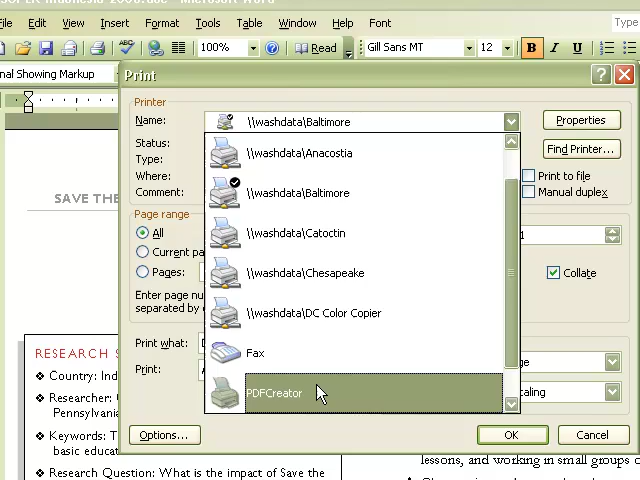 File Edit View Insert Format Tools Table Window Help Font
100% Read Gill Sans MT 12 B I U
nal Showing Markup
Print
Printer
Name: \\washdata\Baltimore Properties
Status: \\washdata\Anacostia Find Printer...
Type:
Where: Print to file
Comment: \\washdata\Baltimore Manual duplex
SAVE THE
Page range
All \\washdata\Catoctin 1
Current pa
Pages: \\washdata\Chesapeake Collate
Enter page nu
separated by \\washdata\DC Color Copier
Print what: D
RESEARCH S Fax ge
Print: A
Country: Ind PDFCreator caling
Researcher:
Pennsylvania
Keywords: T Options... OK Cancel
basic educat
lessons, and working in small groups
Research Question: What is the impact of Save the